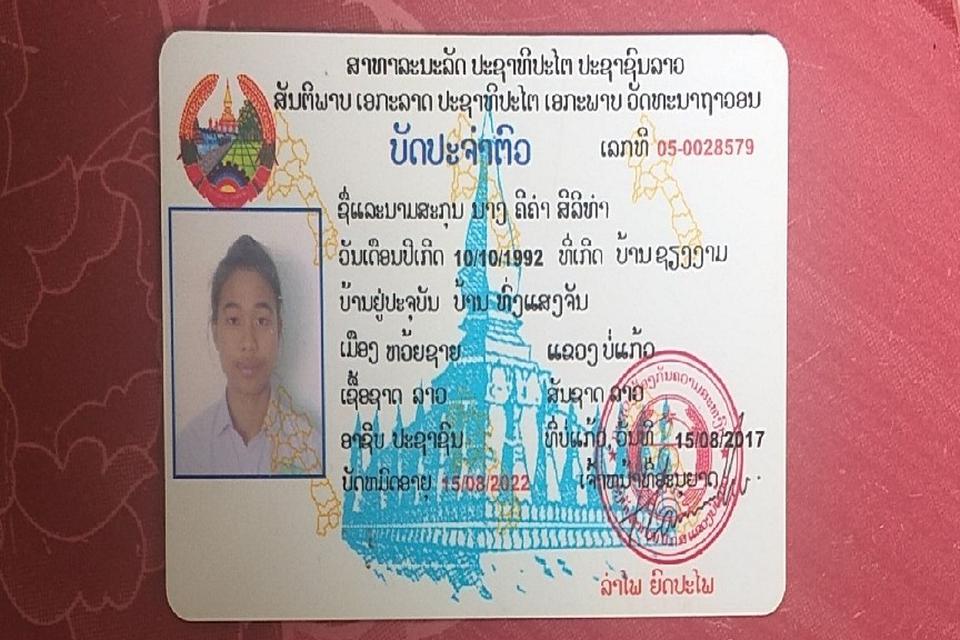 ສາທາລະນະລັດ ປະຊາທິປະໄຕ ປະຊາຊົນລາວ
ສັນຕິພາບ ເອກະລາດ ປະຊາທິປະໄຕ ເອກະພາບ ວັດທະນາຖາວອນ
ບັດປະຈຳຕົວ
ເລກທີ 05-0028579
ຊື່ແລະນາມສະກຸນ ນາງ ຄີຄຳ ສີລິທຳ
ວັນເດືອນປີເກີດ 10/10/1992 ທີ່ເກີດ ບ້ານ ຊຽງງາມ
ບ້ານຢູ່ປະຈຸບັນ ບ້ານ ທົ່ງແສງຈັນ
ເມືອງ ຫວ້ຍຊາຍ ແຂວງ ບໍ່ແກ້ວ
ເຊື້ອຊາດ ລາວ ສັນຊາດ ລາວ
ອາຊີບ ປະຊາຊົນ ທີ່ບໍ່ແກ້ວ, ວັນທີ 15/08/2017
ບັດຫມົດອາຍຸ 15/08/2022 ເຈົ້າຫນ້າທີ່ອະນຸຍາດ
ລຳໄພ ຍົດປະໄພ